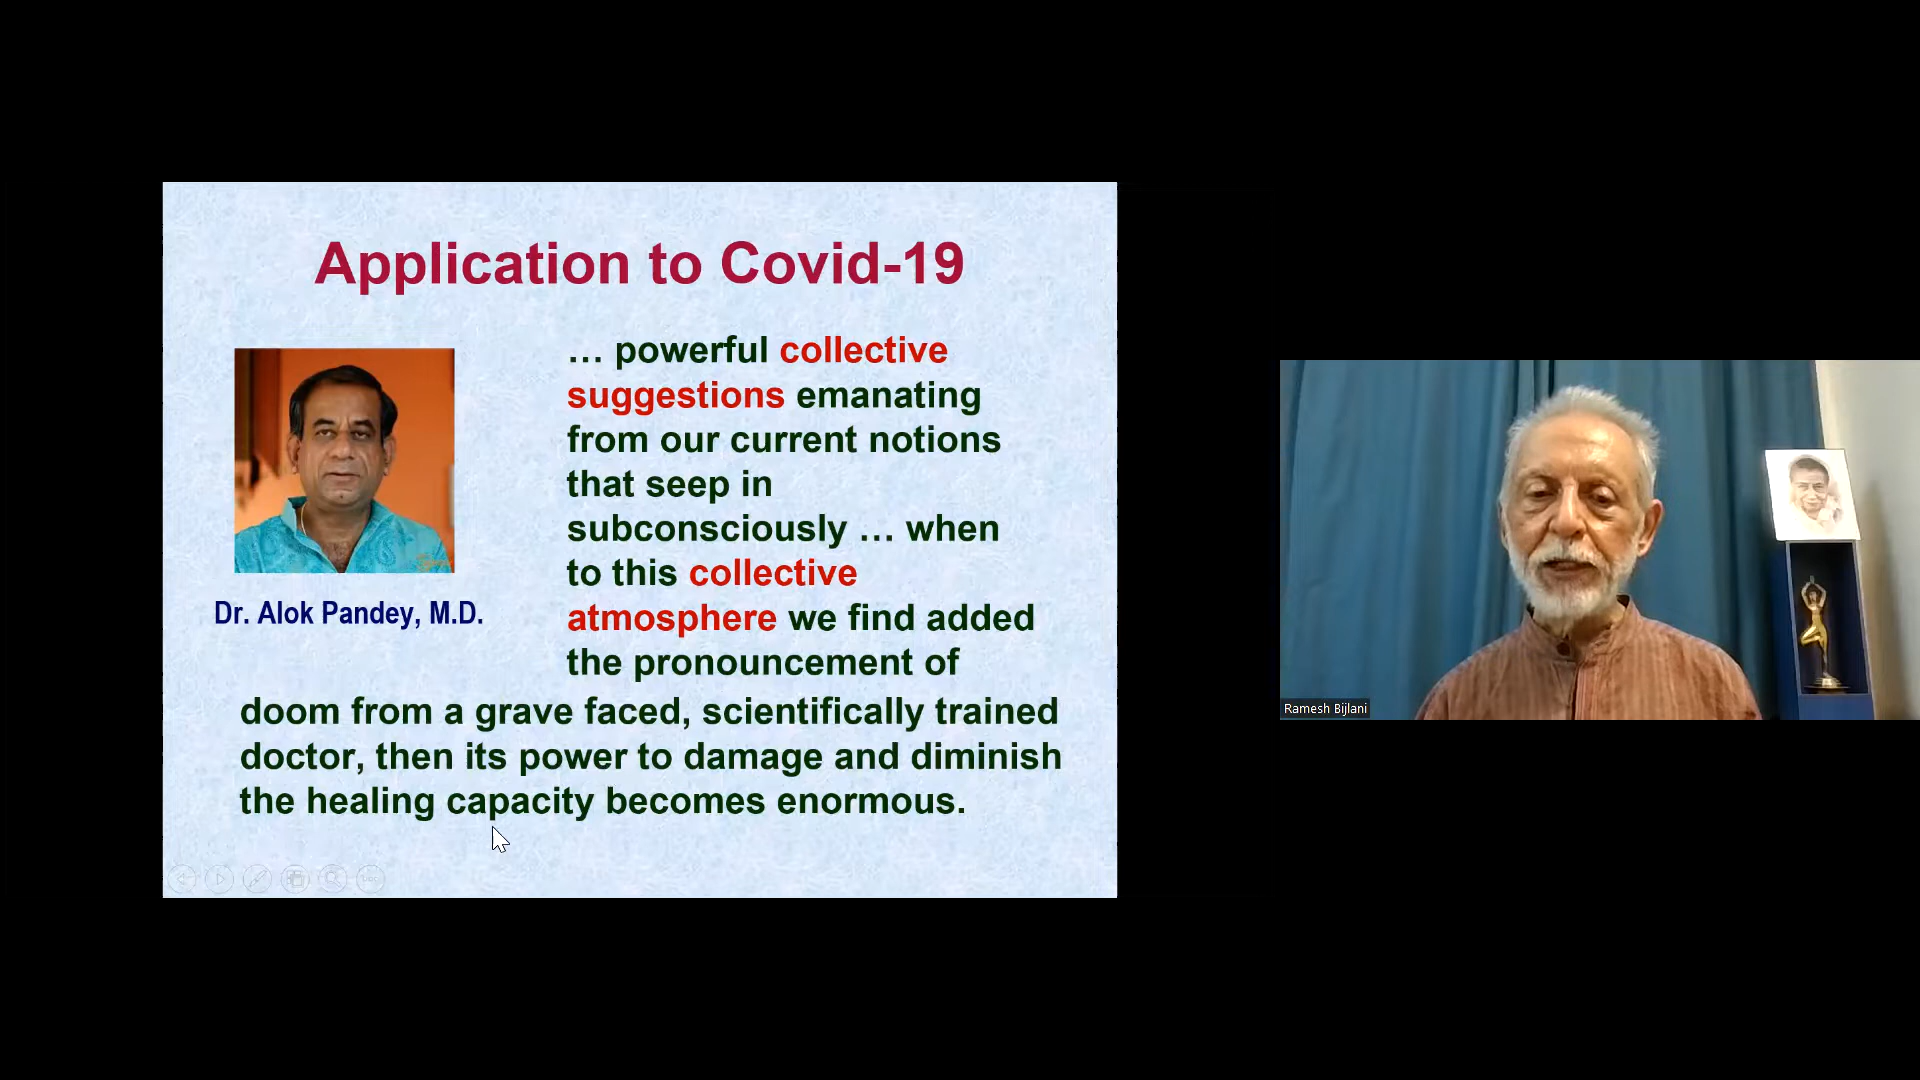 Application to Covid-19
… powerful collective
suggestions emanating
from our current notions
that seep in
subconsciously … when
to this collective
atmosphere we find added
the pronouncement of
doom from a grave faced, scientifically trained
doctor, then its power to damage and diminish
the healing capacity becomes enormous.
Dr. Alok Pandey, M.D.
Ramesh Bijlani